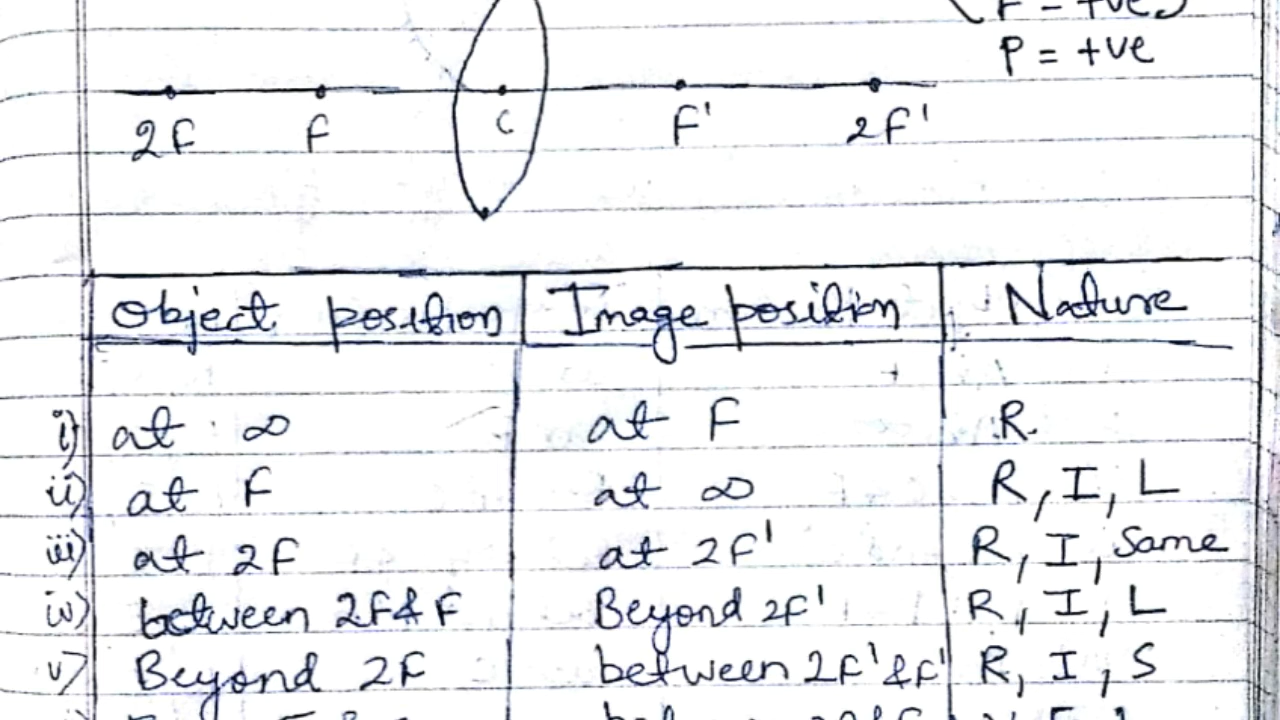 F = +ve
P = +ve
2F F C F' 2F'
Object position Image position Nature
i) at ∞ at F R.
ii) at F at ∞ R, I, L
iii) at 2F at 2F' R, I, Same
iv) between 2F & F Beyond 2F' R, I, L
v) Beyond 2F between 2F' & F' R, I, S